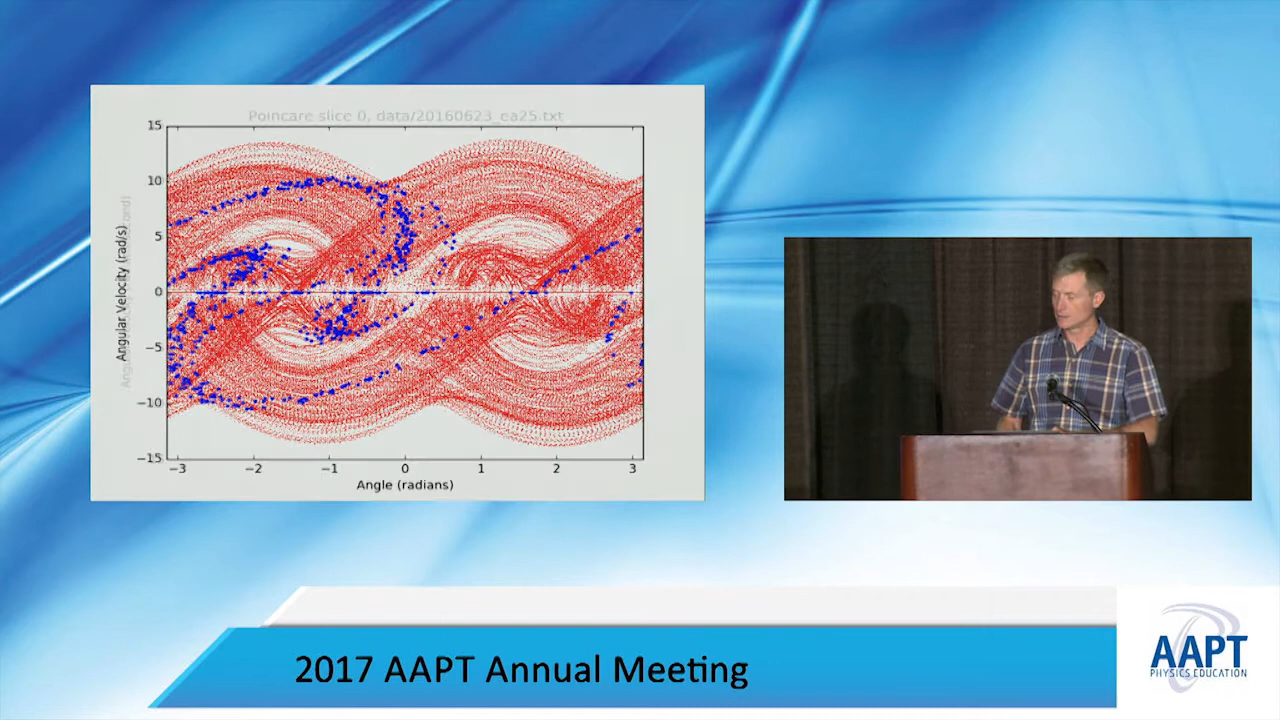 Poincare slice 0, data/20160623_ea25.txt
15
10
5
0
−5
−10
−15
Angular Velocity (rad/s)
−3 −2 −1 0 1 2 3
Angle (radians)
2017 AAPT Annual Meeting
AAPT
PHYSICS EDUCATION